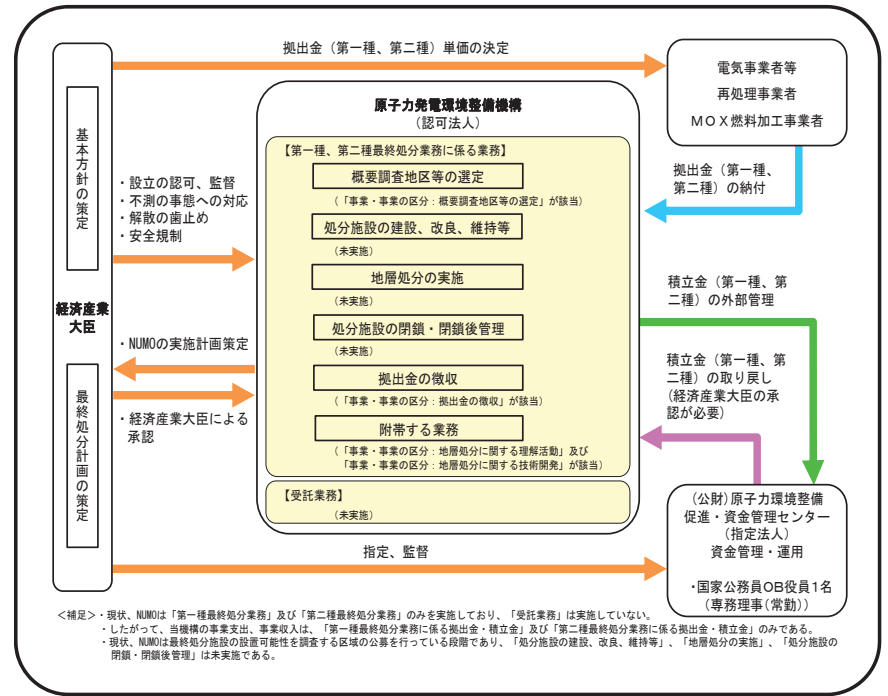 拠出金（第一種、第二種）単価の決定
電気事業者等
再処理事業者
ＭＯＸ燃料加工事業者
基本方針の策定
経済産業
大臣
最終処分計画の策定
・設立の認可、監督
・不測の事態への対応
・解散の歯止め
・安全規制
・NUMOの実施計画策定
・経済産業大臣による
承認
原子力発電環境整備機構
（認可法人）
【第一種、第二種最終処分業務に係る業務】
概要調査地区等の選定
（「事業・事業の区分：概要調査地区等の選定」が該当）
処分施設の建設、改良、維持等
（未実施）
地層処分の実施
（未実施）
処分施設の閉鎖・閉鎖後管理
（未実施）
拠出金の徴収
（「事業・事業の区分：拠出金の徴収」が該当）
附帯する業務
（「事業・事業の区分：地層処分に関する理解活動」及び
「事業・事業の区分：地層処分に関する技術開発」が該当）
【受託業務】
（未実施）
拠出金（第一種、
第二種）の納付
積立金（第一種、第
二種）の外部管理
積立金（第一種、第
二種）の取り戻し
（経済産業大臣の承
認が必要）
（公財）原子力環境整備
促進・資金管理センター
（指定法人）
資金管理・運用
・国家公務員OB役員1名
（専務理事（常勤））
指定、監督
＜補足＞・現状、NUMOは「第一種最終処分業務」及び「第二種最終処分業務」のみを実施しており、「受託業務」は実施していない。
・したがって、当機構の事業支出、事業収入は、「第一種最終処分業務に係る拠出金・積立金」及び「第二種最終処分業務に係る拠出金・積立金」のみである。
・現状、NUMOは最終処分施設の設置可能性を調査する区域の公募を行っている段階であり、「処分施設の建設、改良、維持等」、「地層処分の実施」、「処分施設の
閉鎖・閉鎖後管理」は未実施である。